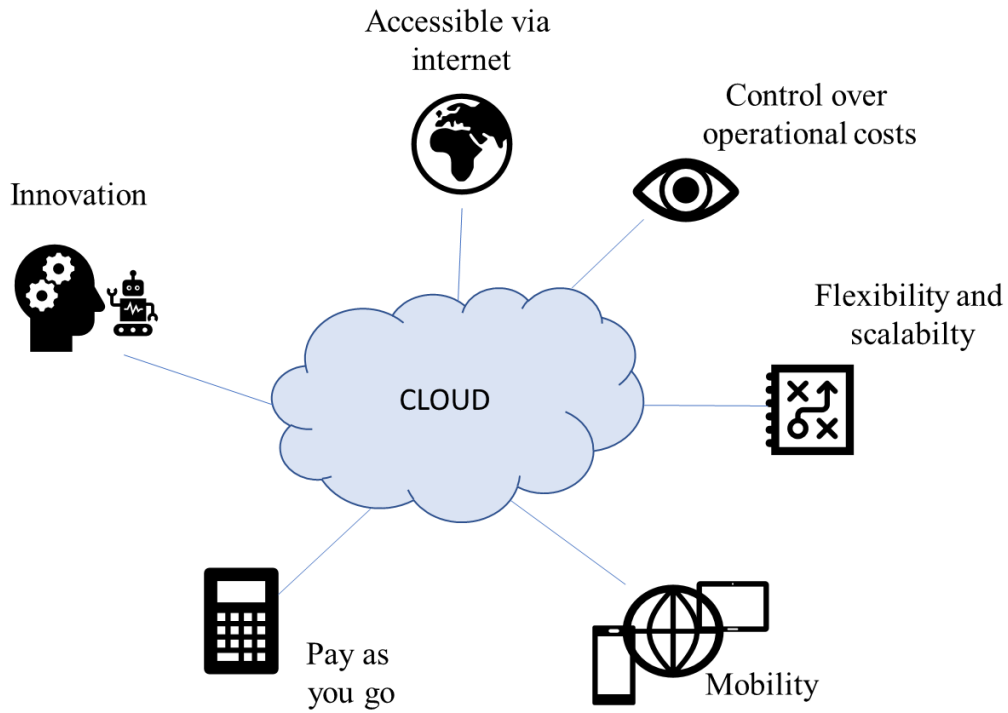 Accessible via
internet
Control over
operational costs
Innovation
Flexibility and
scalabilty
CLOUD
Pay as
you go
Mobility